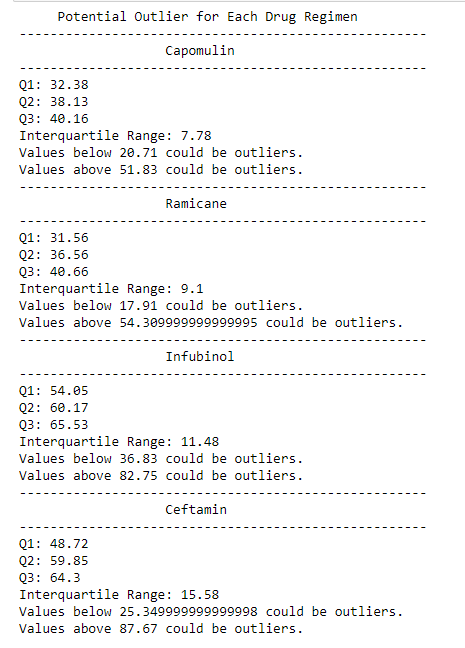 Potential Outlier for Each Drug Regimen
------------------------------------------------
Capomulin
------------------------------------------------
Q1: 32.38
Q2: 38.13
Q3: 40.16
Interquartile Range: 7.78
Values below 20.71 could be outliers.
Values above 51.83 could be outliers.
------------------------------------------------
Ramicane
------------------------------------------------
Q1: 31.56
Q2: 36.56
Q3: 40.66
Interquartile Range: 9.1
Values below 17.91 could be outliers.
Values above 54.309999999999995 could be outliers.
------------------------------------------------
Infubinol
------------------------------------------------
Q1: 54.05
Q2: 60.17
Q3: 65.53
Interquartile Range: 11.48
Values below 36.83 could be outliers.
Values above 82.75 could be outliers.
------------------------------------------------
Ceftamin
------------------------------------------------
Q1: 48.72
Q2: 59.85
Q3: 64.3
Interquartile Range: 15.58
Values below 25.349999999999998 could be outliers.
Values above 87.67 could be outliers.